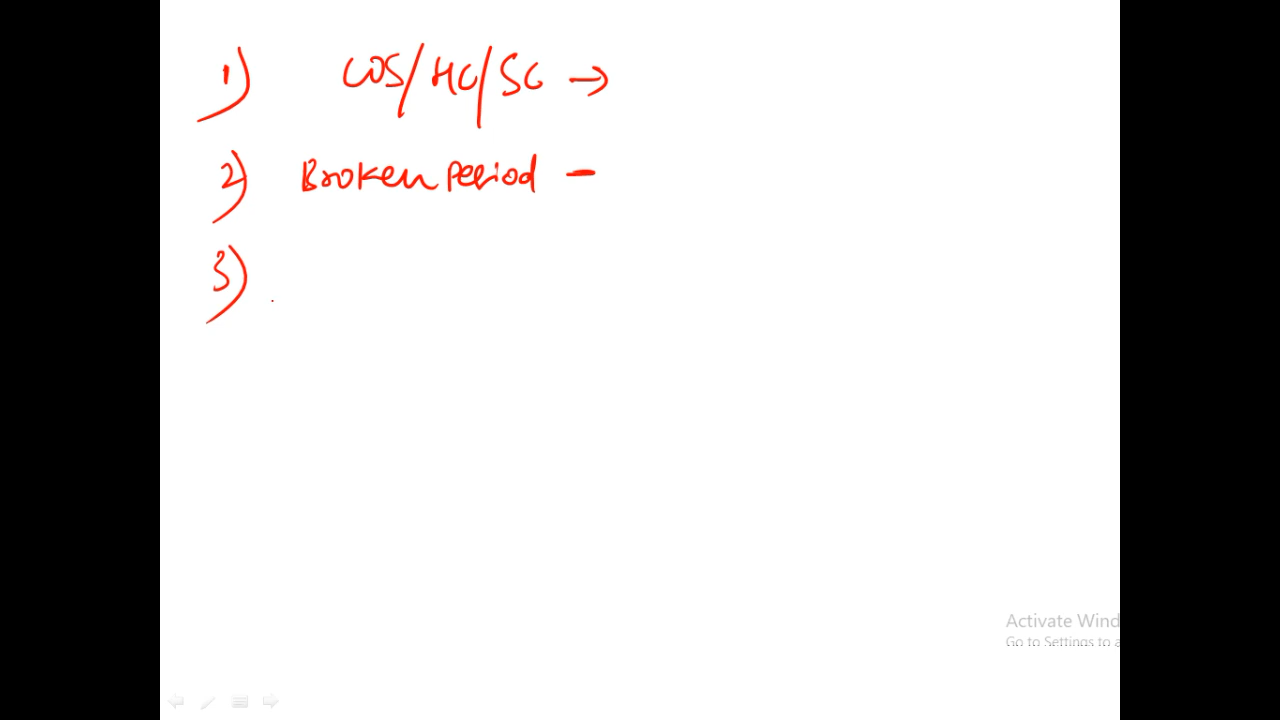 1) COS/HC/SC →
2) Broken Period -
3)
Activate Wind
Go to Settings to a